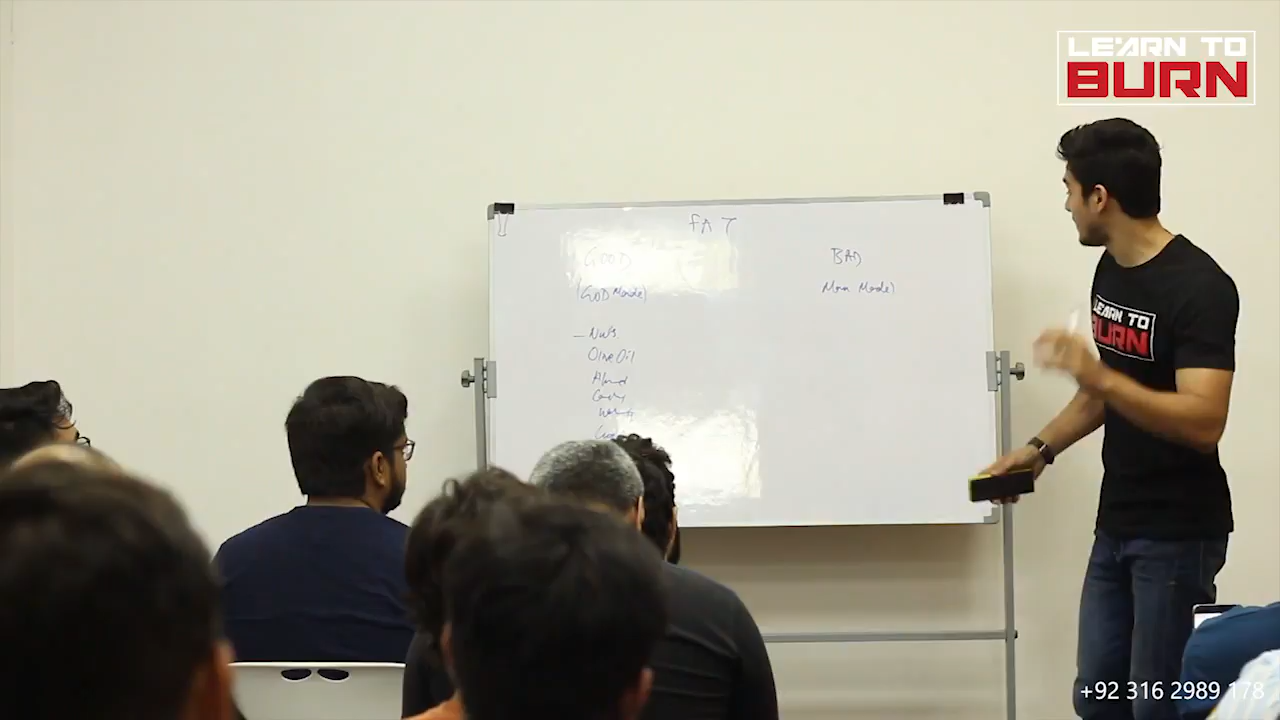 LEARN TO
BURN
FAT
GOOD
BAD
(GOD Made)
Man Made)
– Nuts.
Olive Oil
LEARN TO
BURN
+92 316 2989 178